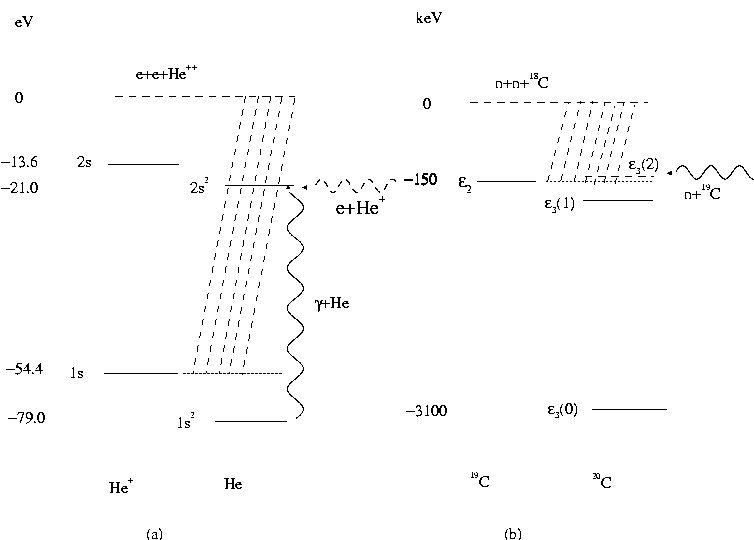 eV
keV
e+e+He⁺⁺
n+n+¹⁸C
0
0
−13.6
2s
ε₃(2)
−21.0
2s²
−150
ε₂
n+¹⁹C
e+He⁺
ε₃(1)
γ+He
−54.4
1s
−79.0
1s²
−3100
ε₃(0)
He⁺
He
¹⁹C
²⁰C
(a)
(b)